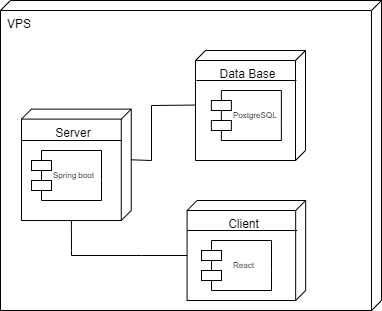 VPS
Data Base
PostgreSQL
Server
Spring boot
Client
React